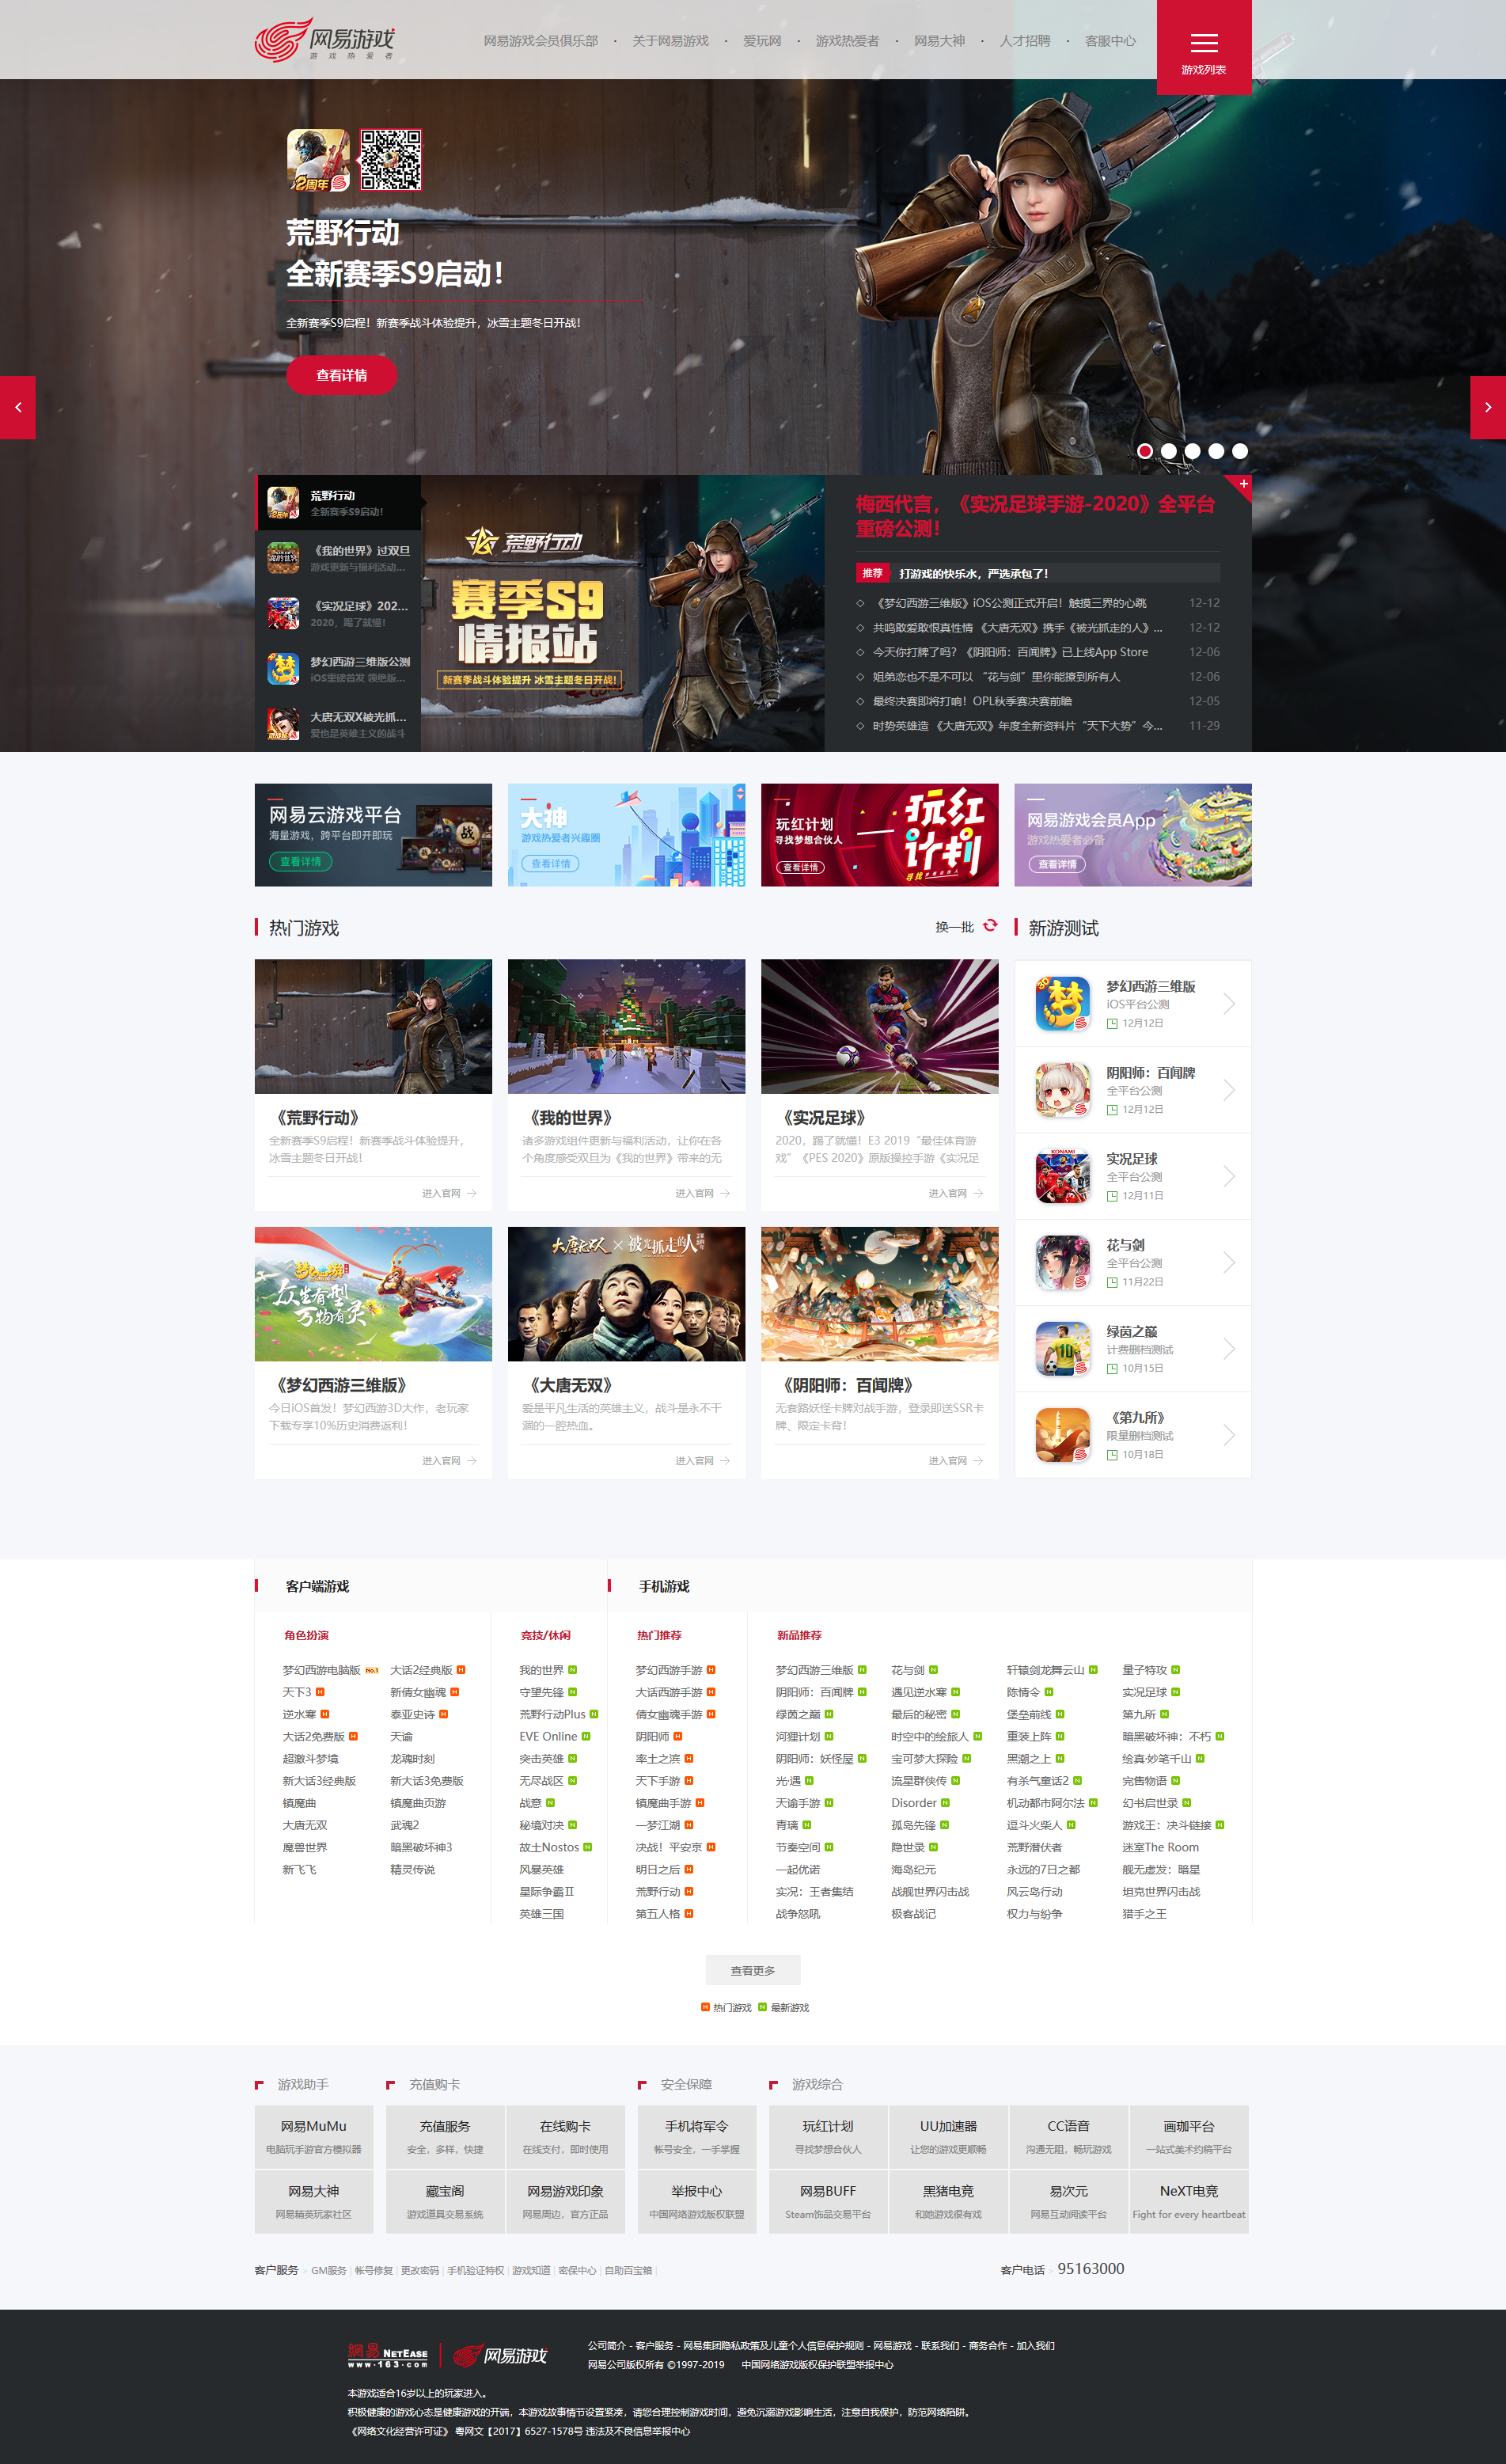 网易游戏
游戏热爱者
网易游戏会员俱乐部 · 关于网易游戏 · 爱玩网 · 游戏热爱者 · 网易大神 · 人才招聘 · 客服中心
游戏列表
2周年
荒野行动
全新赛季S9启动！
全新赛季S9启程！新赛季战斗体验提升，冰雪主题冬日开战！
查看详情
荒野行动
全新赛季S9启动！
《我的世界》过双旦
游戏更新与福利活动...
《实况足球》202...
2020，踢了就懂！
梦幻西游三维版公测
iOS重磅首发 领绝版...
大唐无双X被光抓...
爱也是英雄主义的战斗
荒野行动
赛季S9
情报站
新赛季战斗体验提升 冰雪主题冬日开战！
梅西代言，《实况足球手游-2020》全平台
重磅公测！
推荐 打游戏的快乐水，严选承包了！
《梦幻西游三维版》iOS公测正式开启！触摸三界的心跳 12-12
共鸣敢爱敢恨真性情 《大唐无双》携手《被光抓走的人》... 12-12
今天你打牌了吗？《阴阳师：百闻牌》已上线App Store 12-06
姐弟恋也不是不可以 “花与剑”里你能撩到所有人 12-06
最终决赛即将打响！OPL秋季赛决赛前瞻 12-05
时势英雄造 《大唐无双》年度全新资料片“天下大势”今... 11-29
网易云游戏平台
海量游戏，跨平台即开即玩
查看详情
大神
游戏热爱者兴趣圈
查看详情
玩红计划
寻找梦想合伙人
查看详情
玩红计划
网易游戏会员App
游戏热爱者必备
查看详情
热门游戏
换一批
新游测试
《荒野行动》
全新赛季S9启程！新赛季战斗体验提升，
冰雪主题冬日开战！
进入官网
《我的世界》
诸多游戏组件更新与福利活动，让你在各
个角度感受双旦为《我的世界》带来的无
进入官网
《实况足球》
2020，踢了就懂！E3 2019“最佳体育游
戏”《PES 2020》原版操控手游《实况足
进入官网
众生有型
万物有灵
《梦幻西游三维版》
今日iOS首发！梦幻西游3D大作，老玩家
下载专享10%历史消费返利！
进入官网
大唐无双 × 被光抓走的人
《大唐无双》
爱是平凡生活的英雄主义，战斗是永不干
涸的一腔热血。
进入官网
《阴阳师：百闻牌》
无套路妖怪卡牌对战手游，登录即送SSR卡
牌、限定卡背！
进入官网
梦幻西游三维版
iOS平台公测
12月12日
阴阳师：百闻牌
全平台公测
12月12日
实况足球
全平台公测
12月11日
花与剑
全平台公测
11月22日
绿茵之巅
计费删档测试
10月15日
《第九所》
限量删档测试
10月18日
客户端游戏 手机游戏
角色扮演 竞技/休闲 热门推荐 新品推荐
梦幻西游电脑版 No.1 大话2经典版 H 我的世界 N 梦幻西游手游 H 梦幻西游三维版 N 花与剑 N 轩辕剑龙舞云山 N 量子特攻 N
天下3 H 新倩女幽魂 H 守望先锋 N 大话西游手游 H 阴阳师：百闻牌 N 遇见逆水寒 N 陈情令 N 实况足球 N
逆水寒 H 泰亚史诗 H 荒野行动Plus N 倩女幽魂手游 H 绿茵之巅 N 最后的秘密 N 堡垒前线 N 第九所 N
大话2免费版 H 天谕 EVE Online N 阴阳师 H 河狸计划 N 时空中的绘旅人 N 重装上阵 N 暗黑破坏神：不朽 N
超激斗梦境 龙魂时刻 突击英雄 N 率土之滨 H 阴阳师：妖怪屋 N 宝可梦大探险 N 黑潮之上 N 绘真·妙笔千山 N
新大话3经典版 新大话3免费版 无尽战区 N 天下手游 H 光·遇 N 流星群侠传 N 有杀气童话2 N 完售物语 N
镇魔曲 镇魔曲页游 战意 N 镇魔曲手游 H 天谕手游 N Disorder N 机动都市阿尔法 N 幻书启世录 N
大唐无双 武魂2 秘境对决 N 一梦江湖 H 青璃 N 孤岛先锋 N 逗斗火柴人 N 游戏王：决斗链接 N
魔兽世界 暗黑破坏神3 故土Nostos N 决战！平安京 H 节奏空间 N 隐世录 N 荒野潜伏者 迷室The Room
新飞飞 精灵传说 风暴英雄 明日之后 H 一起优诺 海岛纪元 永远的7日之都 舰无虚发：暗星
星际争霸Ⅱ 荒野行动 H 实况：王者集结 战舰世界闪击战 风云岛行动 坦克世界闪击战
英雄三国 第五人格 H 战争怒吼 极客战记 权力与纷争 猎手之王
查看更多
H 热门游戏 N 最新游戏
游戏助手 充值购卡 安全保障 游戏综合
网易MuMu 充值服务 在线购卡 手机将军令 玩红计划 UU加速器 CC语音 画珈平台
电脑玩手游官方模拟器 安全，多样，快捷 在线支付，即时使用 帐号安全，一手掌握 寻找梦想合伙人 让您的游戏更顺畅 沟通无阻，畅玩游戏 一站式美术约稿平台
网易大神 藏宝阁 网易游戏印象 举报中心 网易BUFF 黑猪电竞 易次元 NeXT电竞
网易精英玩家社区 游戏道具交易系统 网易周边，官方正品 中国网络游戏版权联盟 Steam饰品交易平台 和她游戏很有戏 网易互动阅读平台 Fight for every heartbeat
客户服务 GM服务 | 帐号修复 | 更改密码 | 手机验证特权 | 游戏知道 | 密保中心 | 自助百宝箱 |
客户电话 95163000
網易 NetEase www.163.com 网易游戏
公司简介 - 客户服务 - 网易集团隐私政策及儿童个人信息保护规则 - 网易游戏 - 联系我们 - 商务合作 - 加入我们
网易公司版权所有 ©1997-2019 中国网络游戏版权保护联盟举报中心
本游戏适合16岁以上的玩家进入。
积极健康的游戏心态是健康游戏的开端，本游戏故事情节设置紧凑，请您合理控制游戏时间，避免沉溺游戏影响生活，注意自我保护，防范网络陷阱。
《网络文化经营许可证》 粤网文【2017】6527-1578号 违法及不良信息举报中心